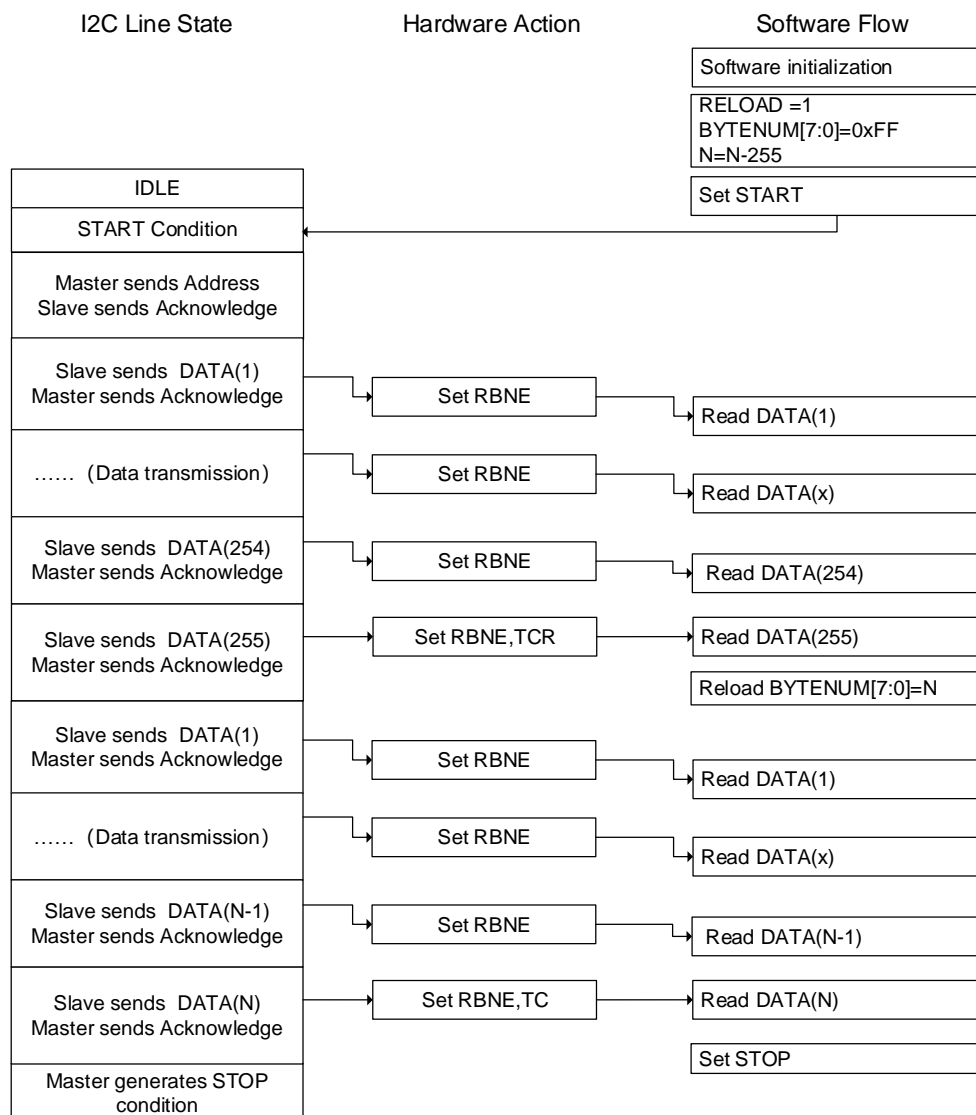 I2C Line State
Hardware Action
Software Flow
Software initialization
RELOAD =1
BYTENUM[7:0]=0xFF
N=N-255
IDLE
Set START
START Condition
Master sends Address
Slave sends Acknowledge
Slave sends DATA(1)
Master sends Acknowledge
Set RBNE
Read DATA(1)
…… (Data transmission)
Set RBNE
Read DATA(x)
Slave sends DATA(254)
Master sends Acknowledge
Set RBNE
Read DATA(254)
Slave sends DATA(255)
Master sends Acknowledge
Set RBNE,TCR
Read DATA(255)
Reload BYTENUM[7:0]=N
Slave sends DATA(1)
Master sends Acknowledge
Set RBNE
Read DATA(1)
…… (Data transmission)
Set RBNE
Read DATA(x)
Slave sends DATA(N-1)
Master sends Acknowledge
Set RBNE
Read DATA(N-1)
Slave sends DATA(N)
Master sends Acknowledge
Set RBNE,TC
Read DATA(N)
Set STOP
Master generates STOP
condition